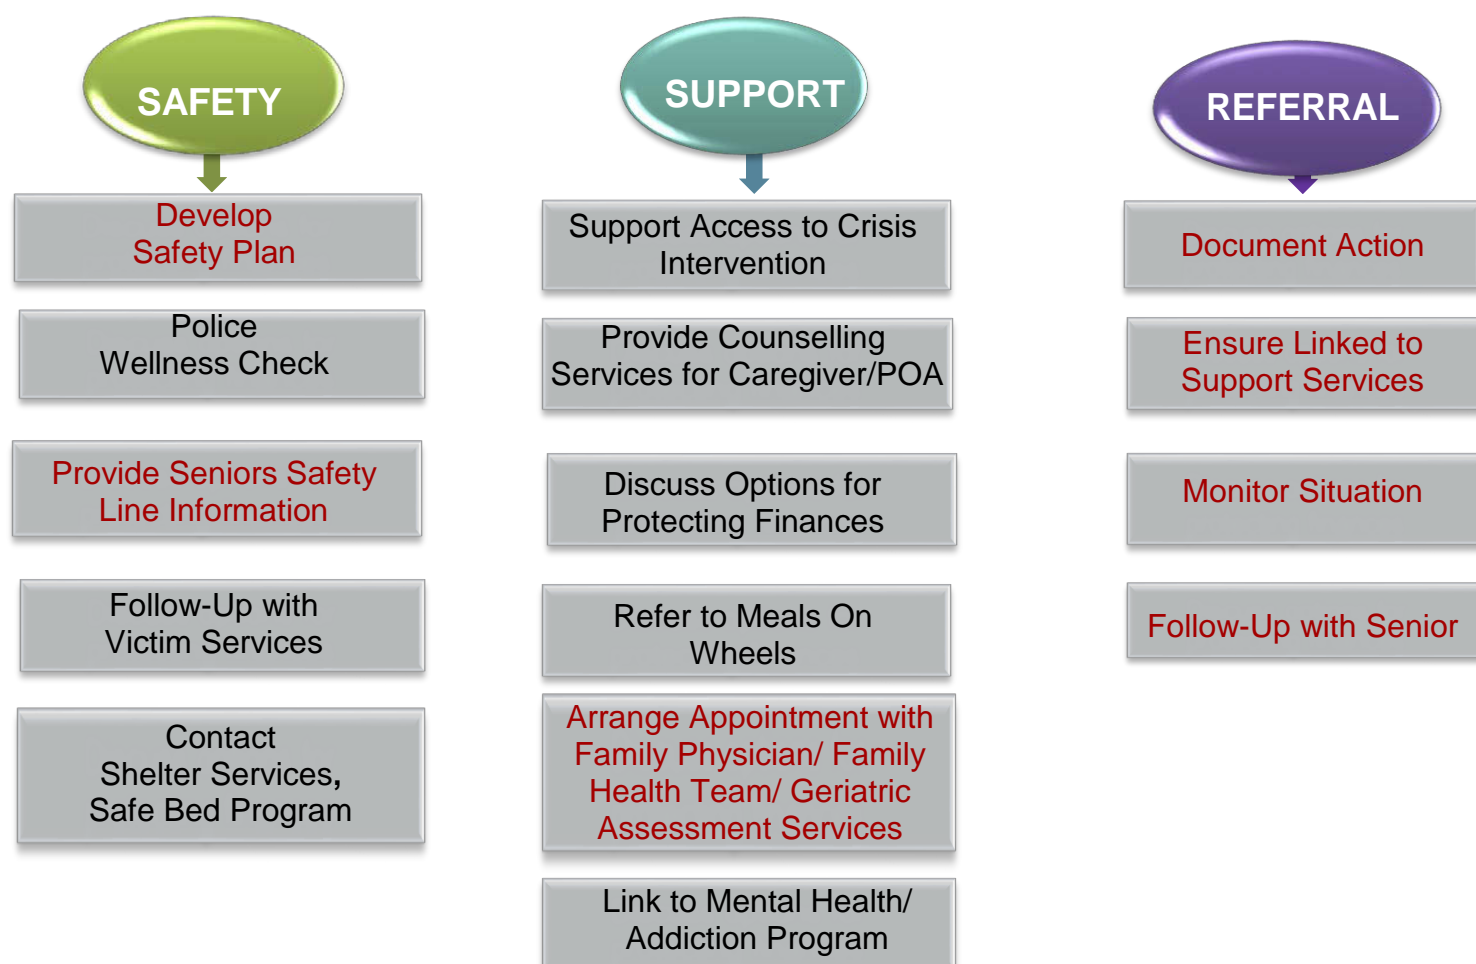 SAFETY
Develop
Safety Plan
Police
Wellness Check
Provide Seniors Safety
Line Information
Follow-Up with
Victim Services
Contact
Shelter Services,
Safe Bed Program
SUPPORT
Support Access to Crisis
Intervention
Provide Counselling
Services for Caregiver/POA
Discuss Options for
Protecting Finances
Refer to Meals On
Wheels
Arrange Appointment with
Family Physician/ Family
Health Team/ Geriatric
Assessment Services
Link to Mental Health/
Addiction Program
REFERRAL
Document Action
Ensure Linked to
Support Services
Monitor Situation
Follow-Up with Senior